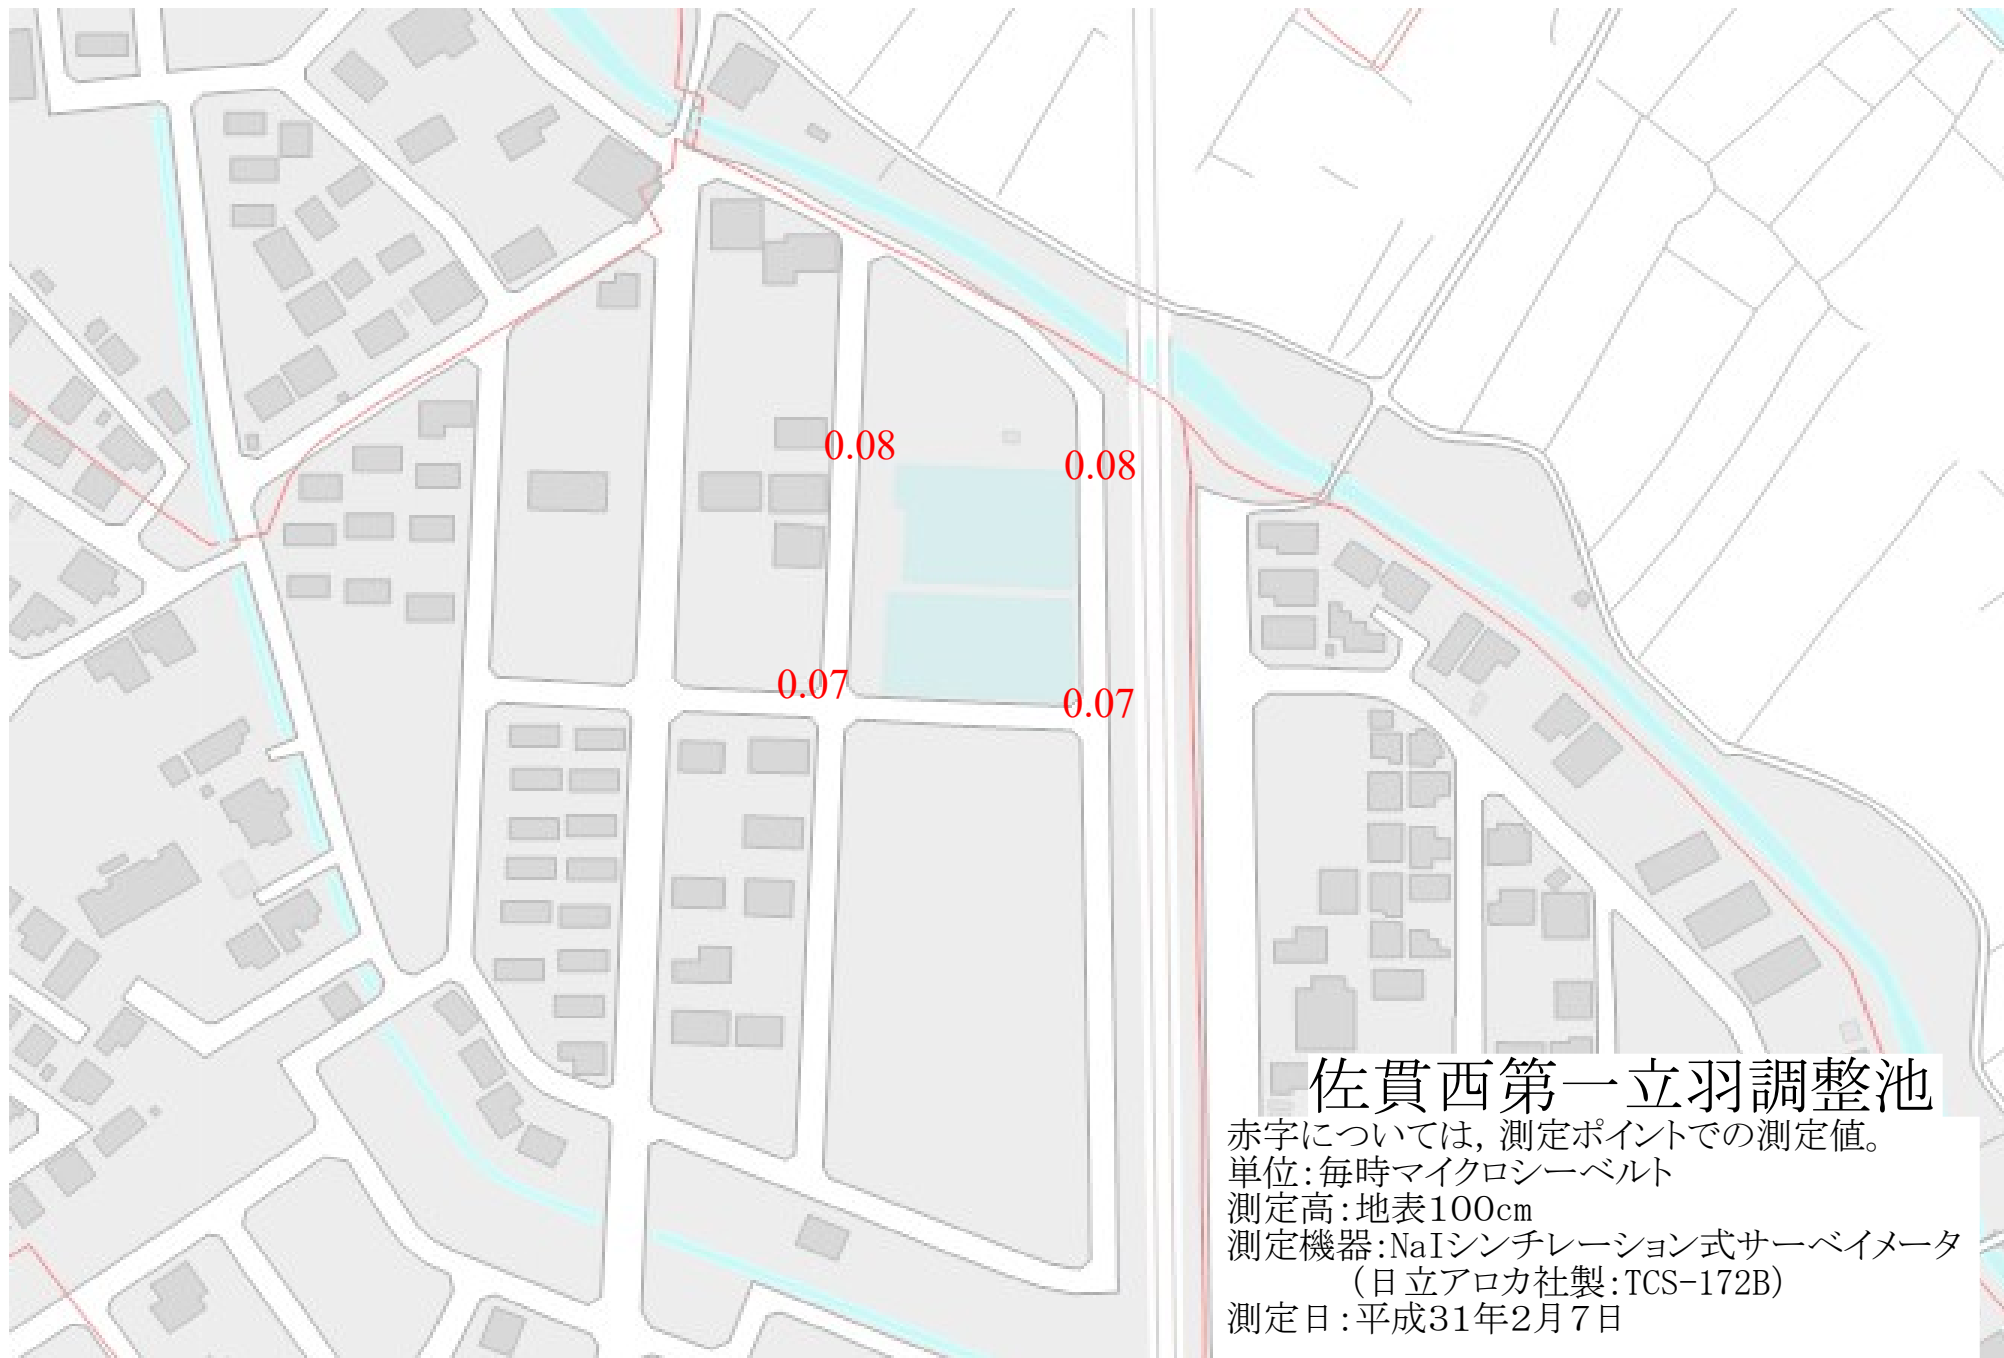 0.08
0.08
0.07
0.07
佐貫西第一立羽調整池
赤字については，測定ポイントでの測定値。
単位：毎時マイクロシーベルト
測定高：地表100cm
測定機器：NaIシンチレーション式サーベイメータ
（日立アロカ社製：TCS-172B）
測定日：平成31年2月7日